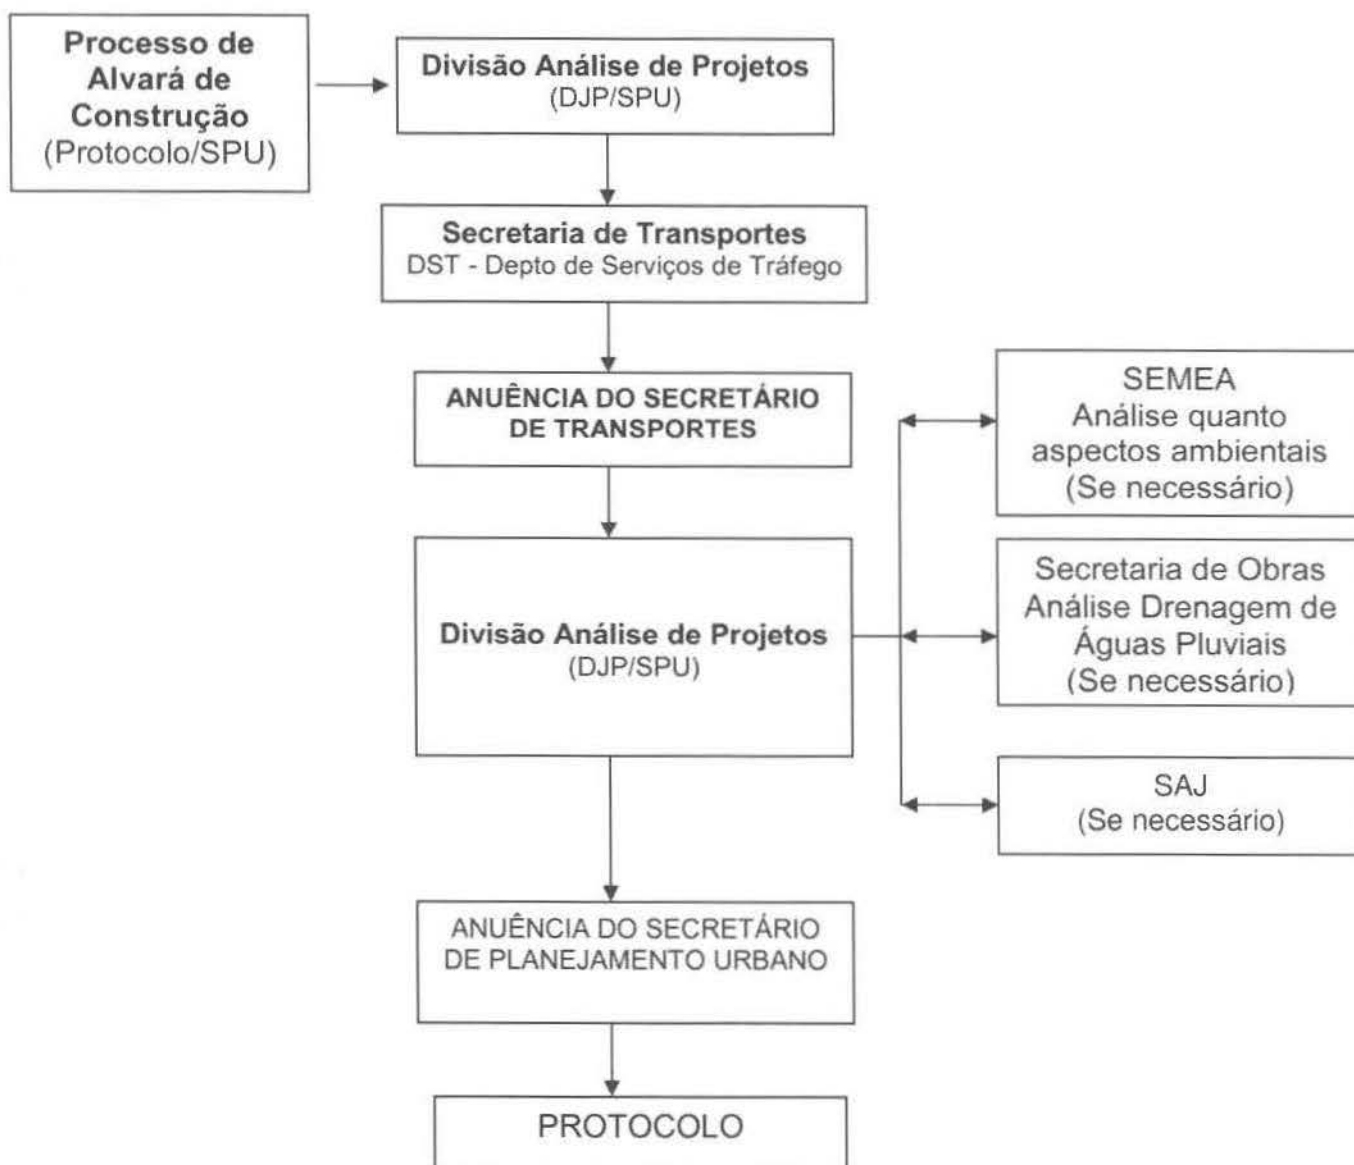 Processo de
Alvará de
Construção
(Protocolo/SPU)
Divisão Análise de Projetos
(DJP/SPU)
Secretaria de Transportes
DST - Depto de Serviços de Tráfego
ANUÊNCIA DO SECRETÁRIO
DE TRANSPORTES
Divisão Análise de Projetos
(DJP/SPU)
SEMEA
Análise quanto
aspectos ambientais
(Se necessário)
Secretaria de Obras
Análise Drenagem de
Águas Pluviais
(Se necessário)
SAJ
(Se necessário)
ANUÊNCIA DO SECRETÁRIO
DE PLANEJAMENTO URBANO
PROTOCOLO